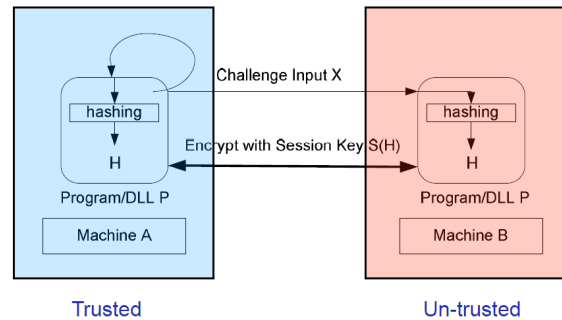 Challenge Input X
hashing
hashing
Encrypt with Session Key S(H)
H
H
Program/DLL P
Program/DLL P
Machine A
Machine B
Trusted
Un-trusted